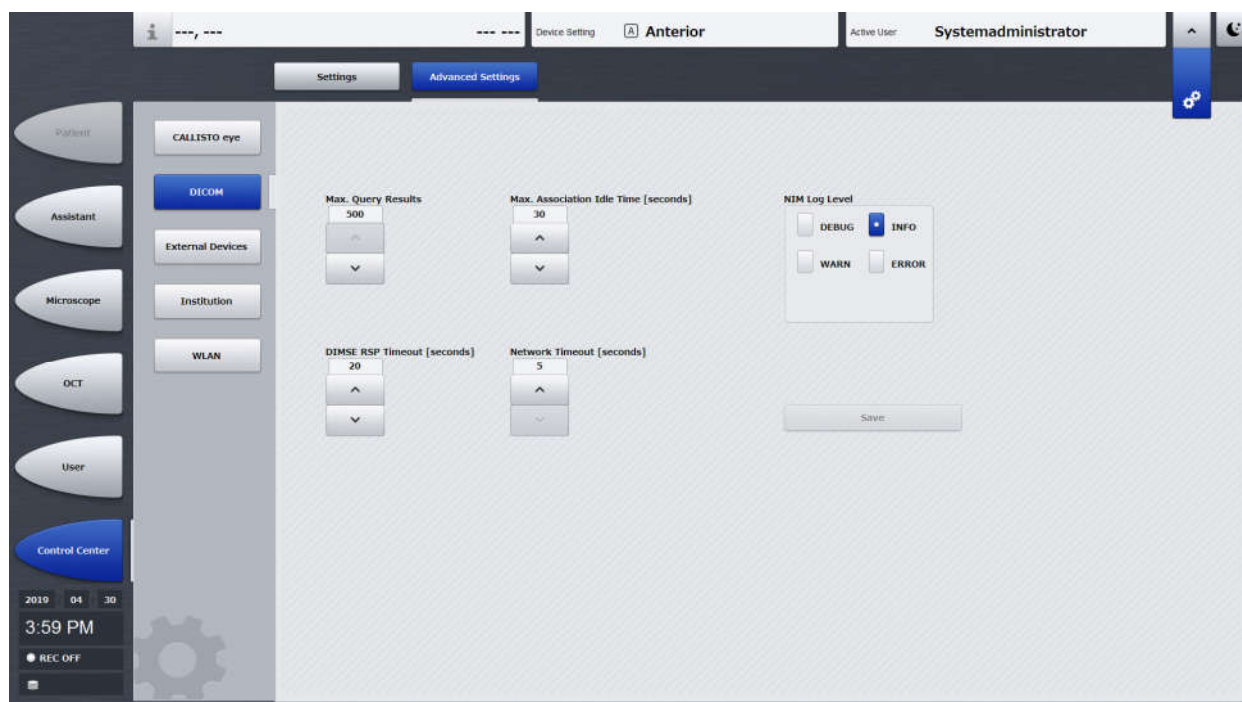 i ---, --- --- --- Device Setting A Anterior Active User Systemadministrator
Settings Advanced Settings
Patient
Assistant
Microscope
OCT
User
Control Center
2019 04 30
3:59 PM
REC OFF
CALLISTO eye
DICOM
External Devices
Institution
WLAN
Max. Query Results
500
Max. Association Idle Time [seconds]
30
NIM Log Level
DEBUG INFO
WARN ERROR
DIMSE RSP Timeout [seconds]
20
Network Timeout [seconds]
5
Save